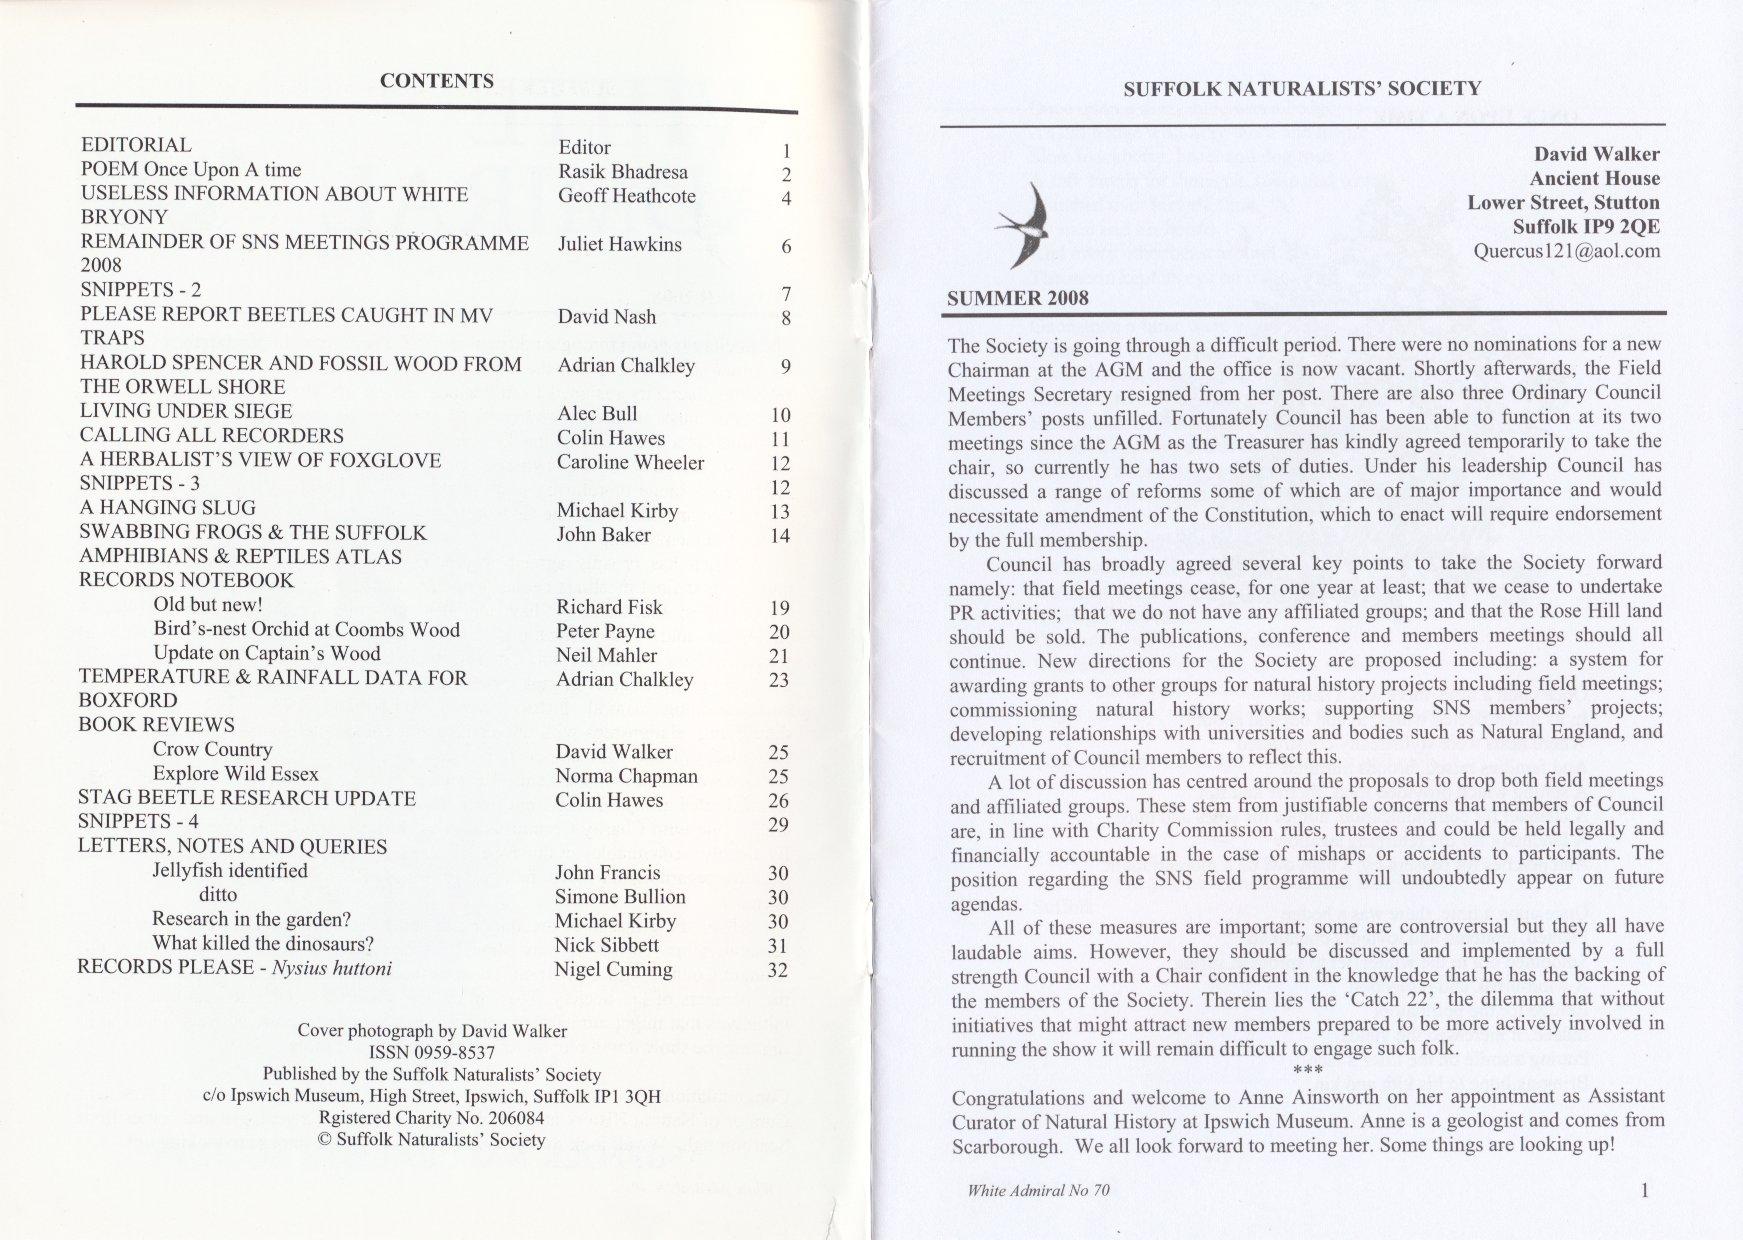 CONTENTS
EDITORIAL Editor 1
POEM Once Upon A time Rasik Bhadresa 2
USELESS INFORMATION ABOUT WHITE Geoff Heathcote 4
BRYONY
REMAINDER OF SNS MEETINGS PROGRAMME Juliet Hawkins 6
2008
SNIPPETS - 2 7
PLEASE REPORT BEETLES CAUGHT IN MV David Nash 8
TRAPS
HAROLD SPENCER AND FOSSIL WOOD FROM Adrian Chalkley 9
THE ORWELL SHORE
LIVING UNDER SIEGE Alec Bull 10
CALLING ALL RECORDERS Colin Hawes 11
A HERBALIST'S VIEW OF FOXGLOVE Caroline Wheeler 12
SNIPPETS - 3 12
A HANGING SLUG Michael Kirby 13
SWABBING FROGS & THE SUFFOLK John Baker 14
AMPHIBIANS & REPTILES ATLAS
RECORDS NOTEBOOK
Old but new! Richard Fisk 19
Bird's-nest Orchid at Coombs Wood Peter Payne 20
Update on Captain's Wood Neil Mahler 21
TEMPERATURE & RAINFALL DATA FOR Adrian Chalkley 23
BOXFORD
BOOK REVIEWS
Crow Country David Walker 25
Explore Wild Essex Norma Chapman 25
STAG BEETLE RESEARCH UPDATE Colin Hawes 26
SNIPPETS - 4 29
LETTERS, NOTES AND QUERIES
Jellyfish identified John Francis 30
ditto Simone Bullion 30
Research in the garden? Michael Kirby 30
What killed the dinosaurs? Nick Sibbett 31
RECORDS PLEASE - Nysius huttoni Nigel Cuming 32
Cover photograph by David Walker
ISSN 0959-8537
Published by the Suffolk Naturalists' Society
c/o Ipswich Museum, High Street, Ipswich, Suffolk IP1 3QH
Rgistered Charity No. 206084
© Suffolk Naturalists' Society
SUFFOLK NATURALISTS' SOCIETY
David Walker
Ancient House
Lower Street, Stutton
Suffolk IP9 2QE
Quercus121@aol.com
SUMMER 2008
The Society is going through a difficult period. There were no nominations for a new
Chairman at the AGM and the office is now vacant. Shortly afterwards, the Field
Meetings Secretary resigned from her post. There are also three Ordinary Council
Members' posts unfilled. Fortunately Council has been able to function at its two
meetings since the AGM as the Treasurer has kindly agreed temporarily to take the
chair, so currently he has two sets of duties. Under his leadership Council has
discussed a range of reforms some of which are of major importance and would
necessitate amendment of the Constitution, which to enact will require endorsement
by the full membership.
Council has broadly agreed several key points to take the Society forward
namely: that field meetings cease, for one year at least; that we cease to undertake
PR activities; that we do not have any affiliated groups; and that the Rose Hill land
should be sold. The publications, conference and members meetings should all
continue. New directions for the Society are proposed including: a system for
awarding grants to other groups for natural history projects including field meetings;
commissioning natural history works; supporting SNS members' projects;
developing relationships with universities and bodies such as Natural England, and
recruitment of Council members to reflect this.
A lot of discussion has centred around the proposals to drop both field meetings
and affiliated groups. These stem from justifiable concerns that members of Council
are, in line with Charity Commission rules, trustees and could be held legally and
financially accountable in the case of mishaps or accidents to participants. The
position regarding the SNS field programme will undoubtedly appear on future
agendas.
All of these measures are important; some are controversial but they all have
laudable aims. However, they should be discussed and implemented by a full
strength Council with a Chair confident in the knowledge that he has the backing of
the members of the Society. Therein lies the 'Catch 22', the dilemma that without
initiatives that might attract new members prepared to be more actively involved in
running the show it will remain difficult to engage such folk.
***
Congratulations and welcome to Anne Ainsworth on her appointment as Assistant
Curator of Natural History at Ipswich Museum. Anne is a geologist and comes from
Scarborough. We all look forward to meeting her. Some things are looking up!
White Admiral No 70 1